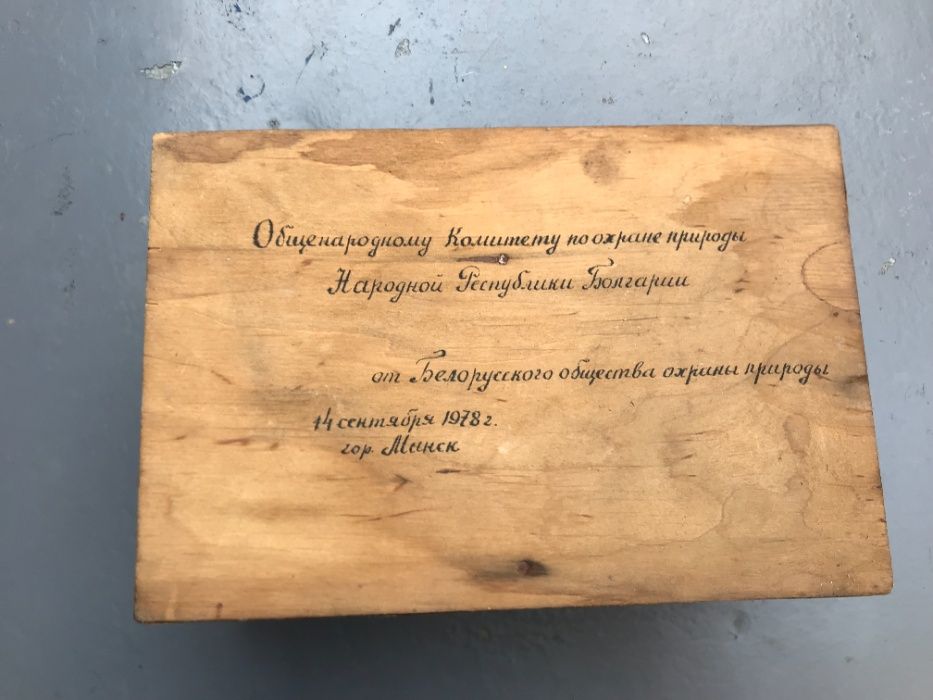 Общенародному Комитету по охране природы
Народной Республики Болгарии
от Белорусского общества охраны природы
14 сентября 1978 г.
гор. Минск